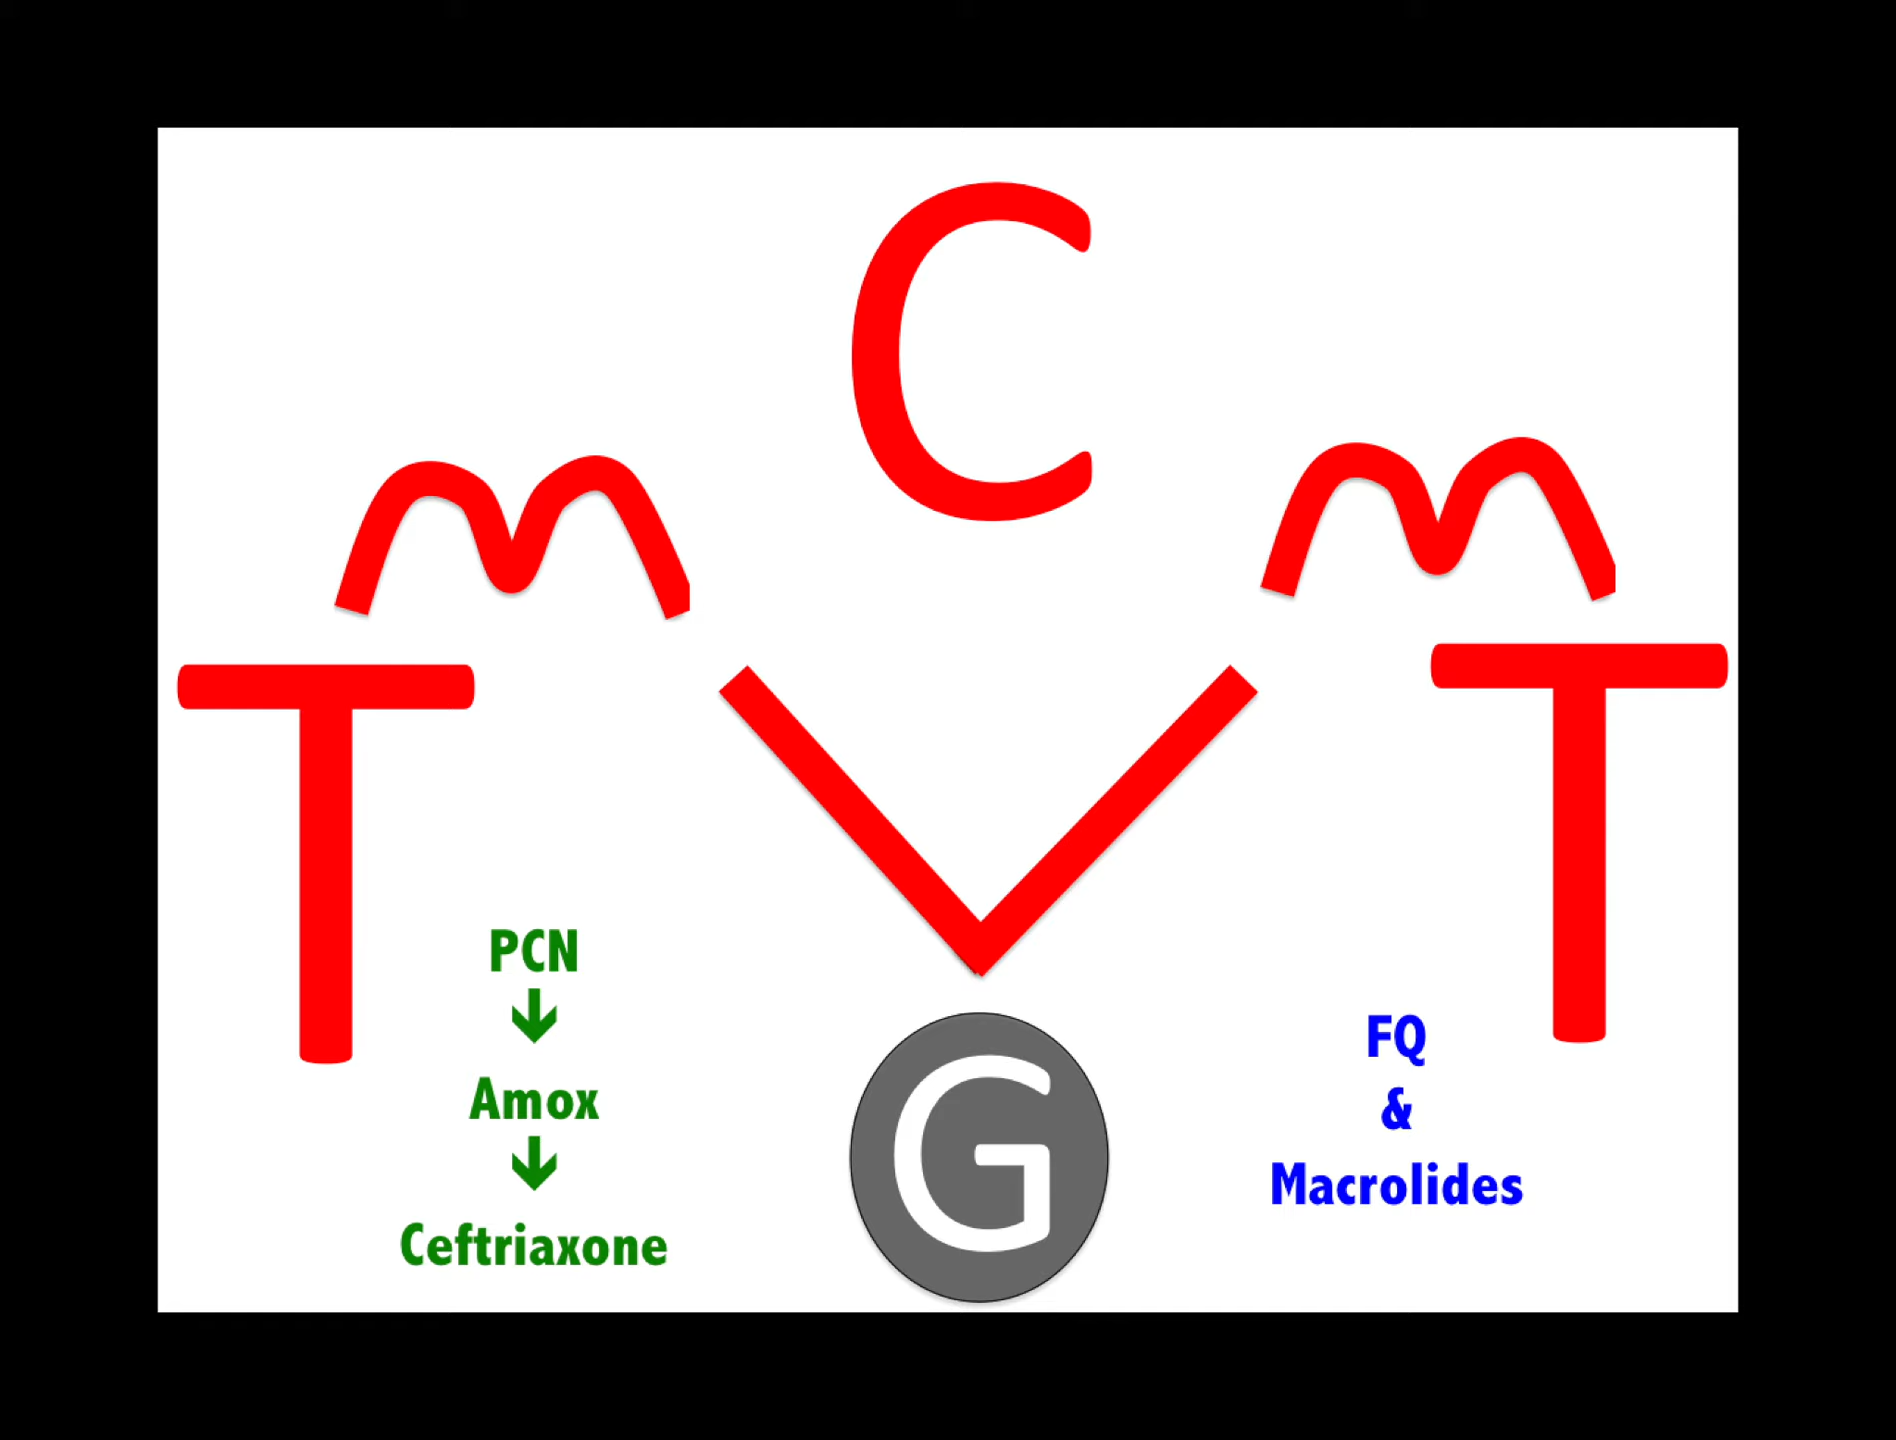 C
m m
T V T
PCN
↓
Amox
↓
Ceftriaxone
G
FQ
&
Macrolides